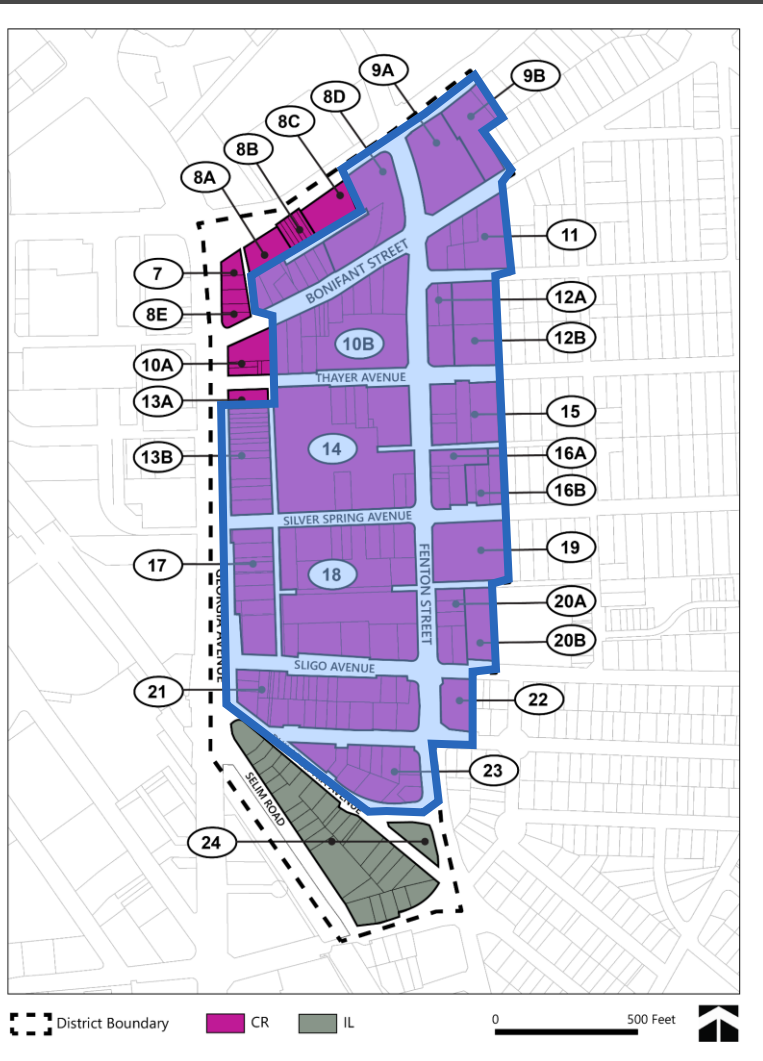 9A
9B
8D
8C
8B
8A
11
7
BONIFANT STREET
12A
8E
12B
10B
10A
THAYER AVENUE
13A
15
14
16A
13B
16B
SILVER SPRING AVENUE
19
17
18
FENTON STREET
GEORGIA AVENUE
20A
20B
SLIGO AVENUE
21
22
23
SELIM ROAD
AVENUE
24
District Boundary
CR
IL
0
500 Feet